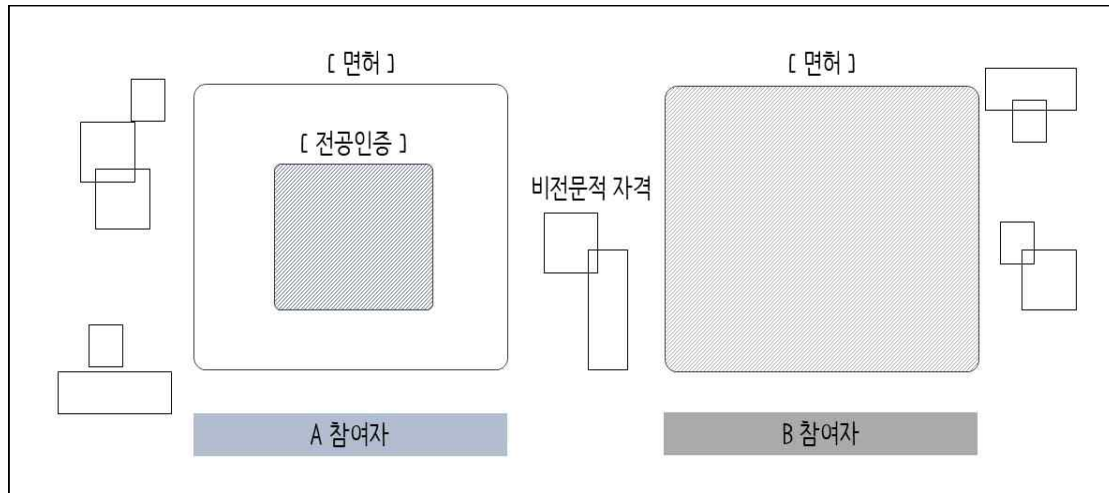 [ 면허 ]
[ 면허 ]
[ 전공인증 ]
비전문적 자격
A 참여자
B 참여자